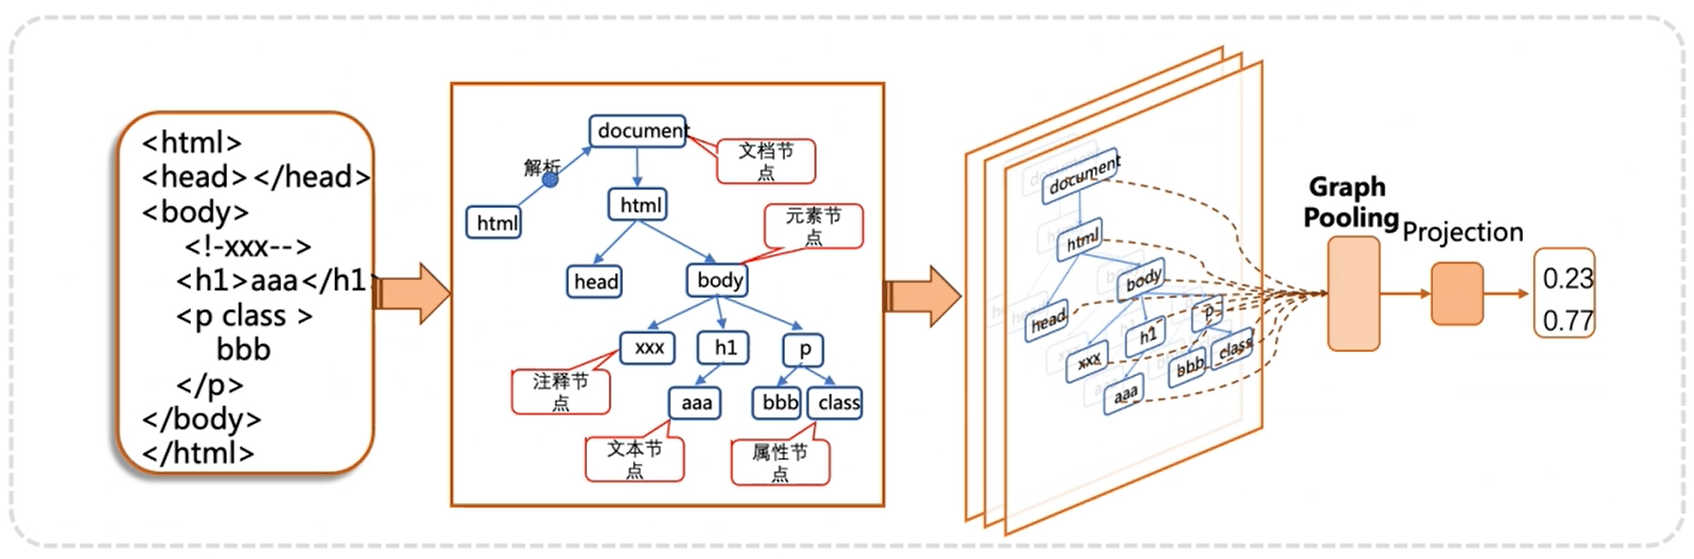 <html>
<head></head>
<body>
<!-xxx-->
<h1>aaa</h1>
<p class >
bbb
</p>
</body>
</html>
document
文档节
点
解析
html
html
元素节
点
head
body
xxx
h1
p
注释节
点
aaa
bbb
class
文本节
点
属性节
点
document
html
body
head
p
h1
class
xxx
bbb
aaa
Graph
Pooling
Projection
0.23
0.77